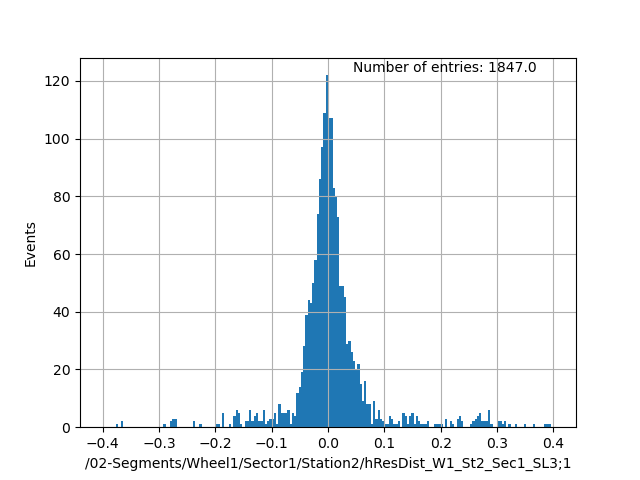 Number of entries: 1847.0
120
100
80
60
40
20
0
Events
−0.4 −0.3 −0.2 −0.1 0.0 0.1 0.2 0.3 0.4
/02-Segments/Wheel1/Sector1/Station2/hResDist_W1_St2_Sec1_SL3;1